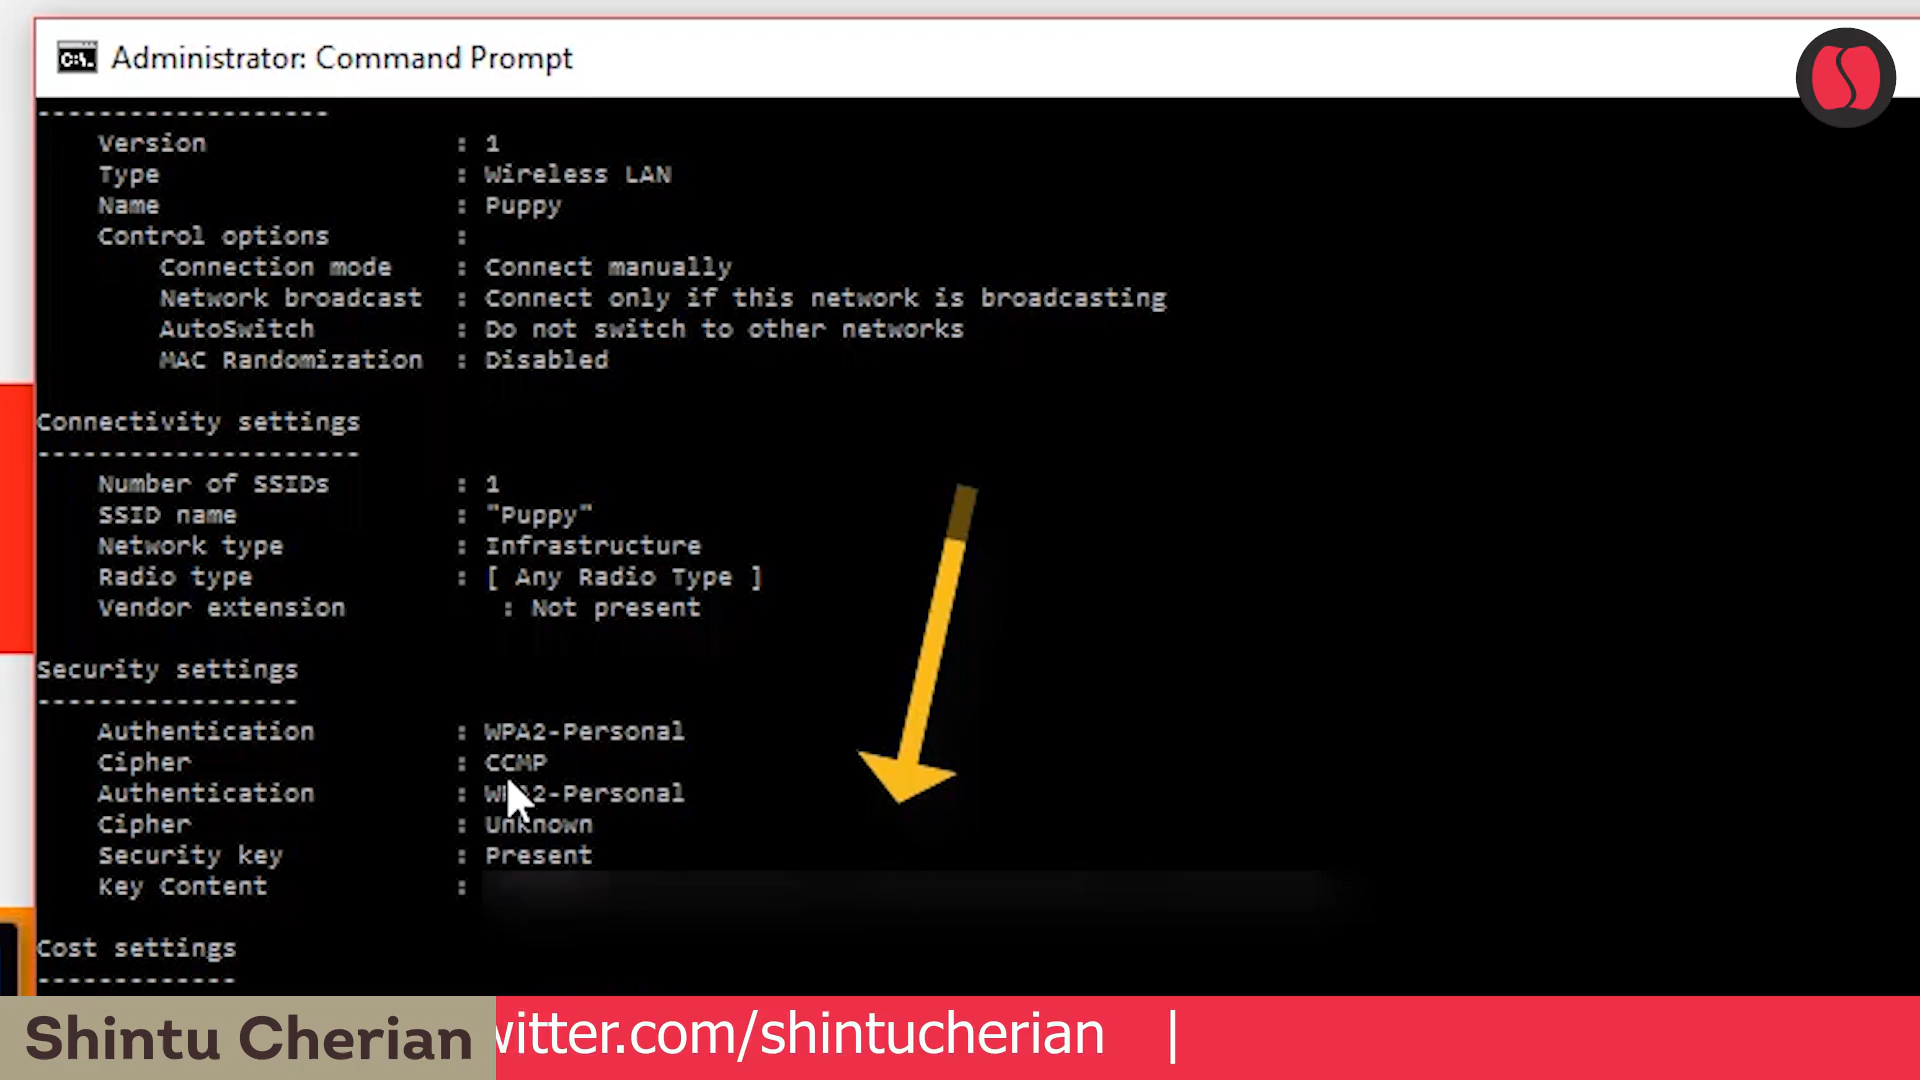 Administrator: Command Prompt
-------------------
Version : 1
Type : Wireless LAN
Name : Puppy
Control options :
Connection mode : Connect manually
Network broadcast : Connect only if this network is broadcasting
AutoSwitch : Do not switch to other networks
MAC Randomization : Disabled
Connectivity settings
---------------------
Number of SSIDs : 1
SSID name : "Puppy"
Network type : Infrastructure
Radio type : [ Any Radio Type ]
Vendor extension : Not present
Security settings
-----------------
Authentication : WPA2-Personal
Cipher : CCMP
Authentication : WPA2-Personal
Cipher : Unknown
Security key : Present
Key Content :
Cost settings
-------------
Shintu Cherian
witter.com/shintucherian |